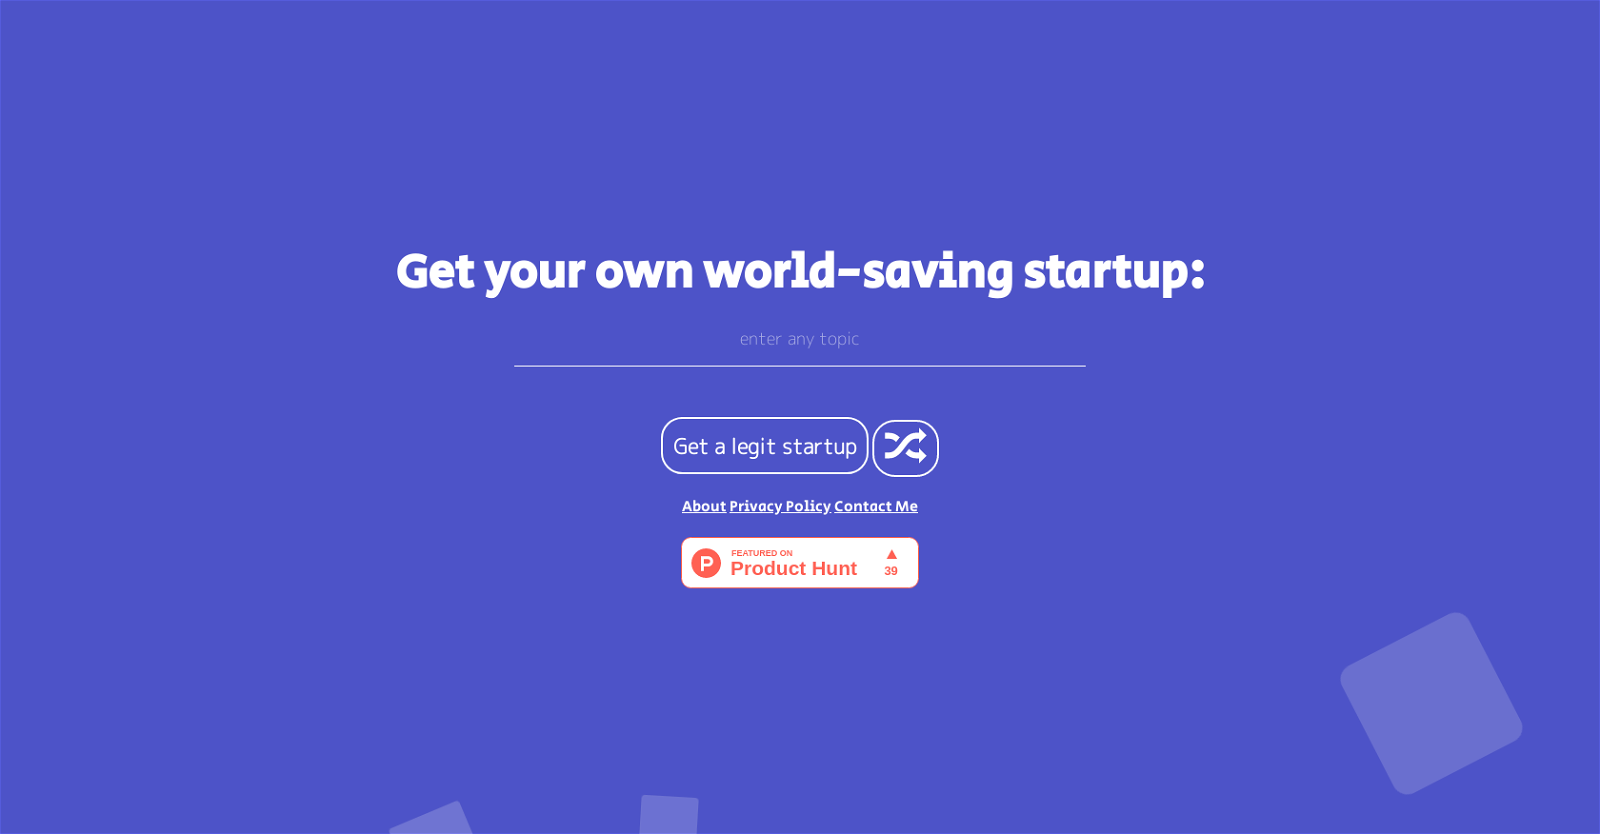 Get your own world-saving startup:
enter any topic
Get a legit startup
About Privacy Policy Contact Me
P FEATURED ON
Product Hunt
▲
39